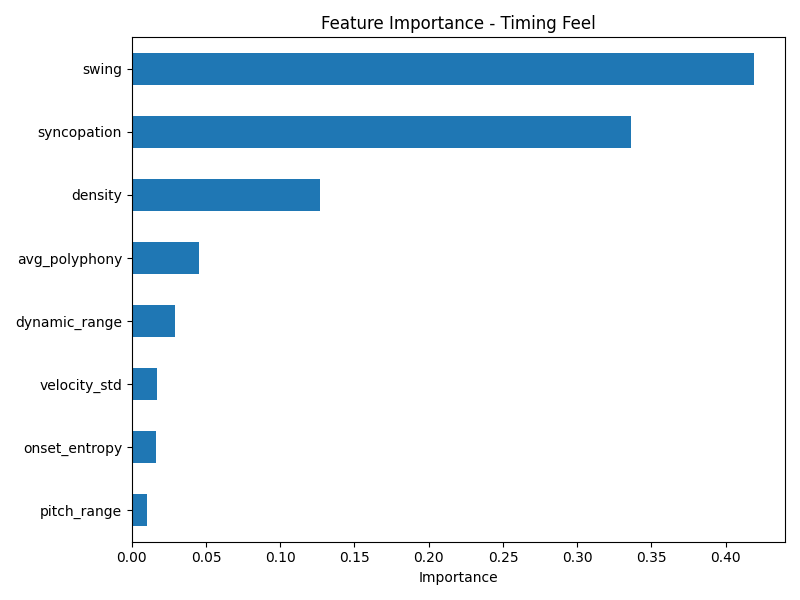 Feature Importance - Timing Feel
swing
syncopation
density
avg_polyphony
dynamic_range
velocity_std
onset_entropy
pitch_range
0.00 0.05 0.10 0.15 0.20 0.25 0.30 0.35 0.40
Importance